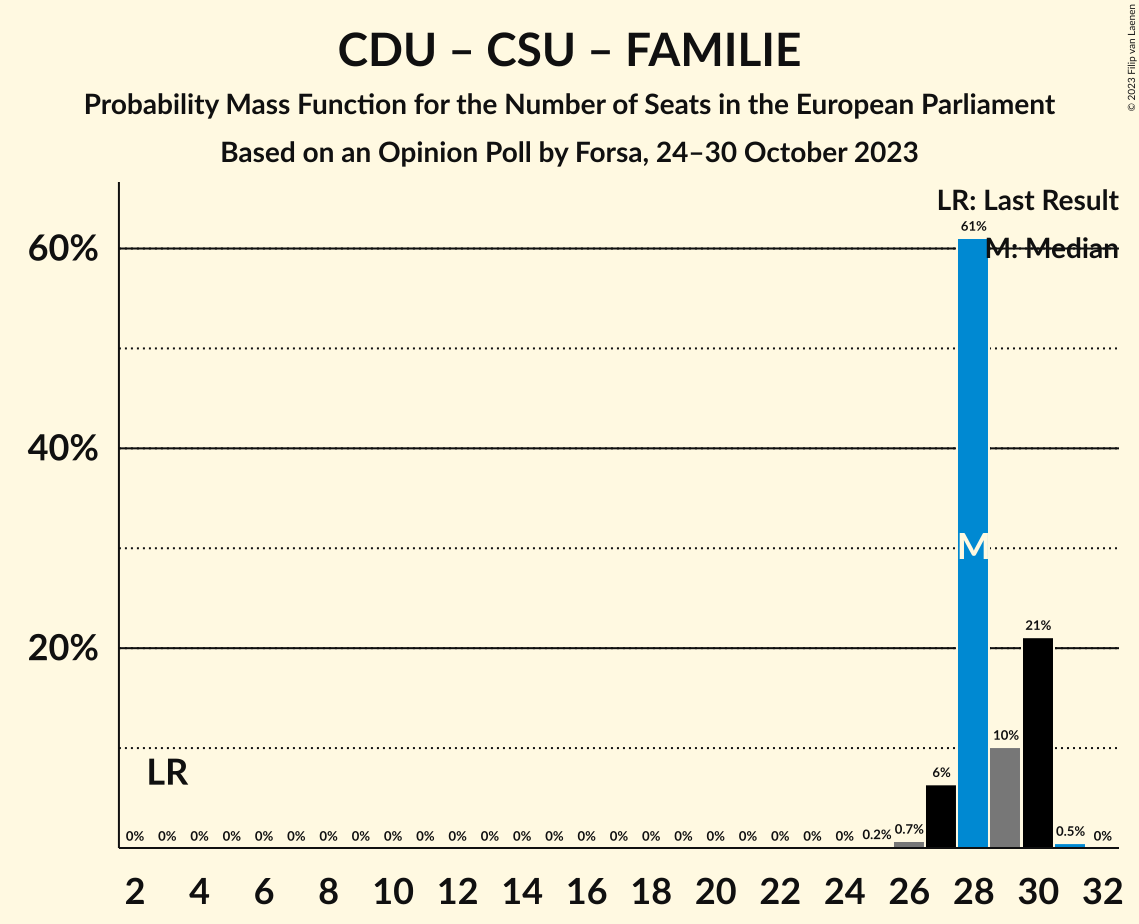 CDU – CSU – FAMILIE
Probability Mass Function for the Number of Seats in the European Parliament
Based on an Opinion Poll by Forsa, 24–30 October 2023
© 2023 Filip van Laenen
LR: Last Result
M: Median
61%
60%
40%
M
21%
20%
10%
LR
6%
0% 0% 0% 0% 0% 0% 0% 0% 0% 0% 0% 0% 0% 0% 0% 0% 0% 0% 0% 0% 0% 0% 0% 0.2% 0.7% 0.5% 0%
2 4 6 8 10 12 14 16 18 20 22 24 26 28 30 32